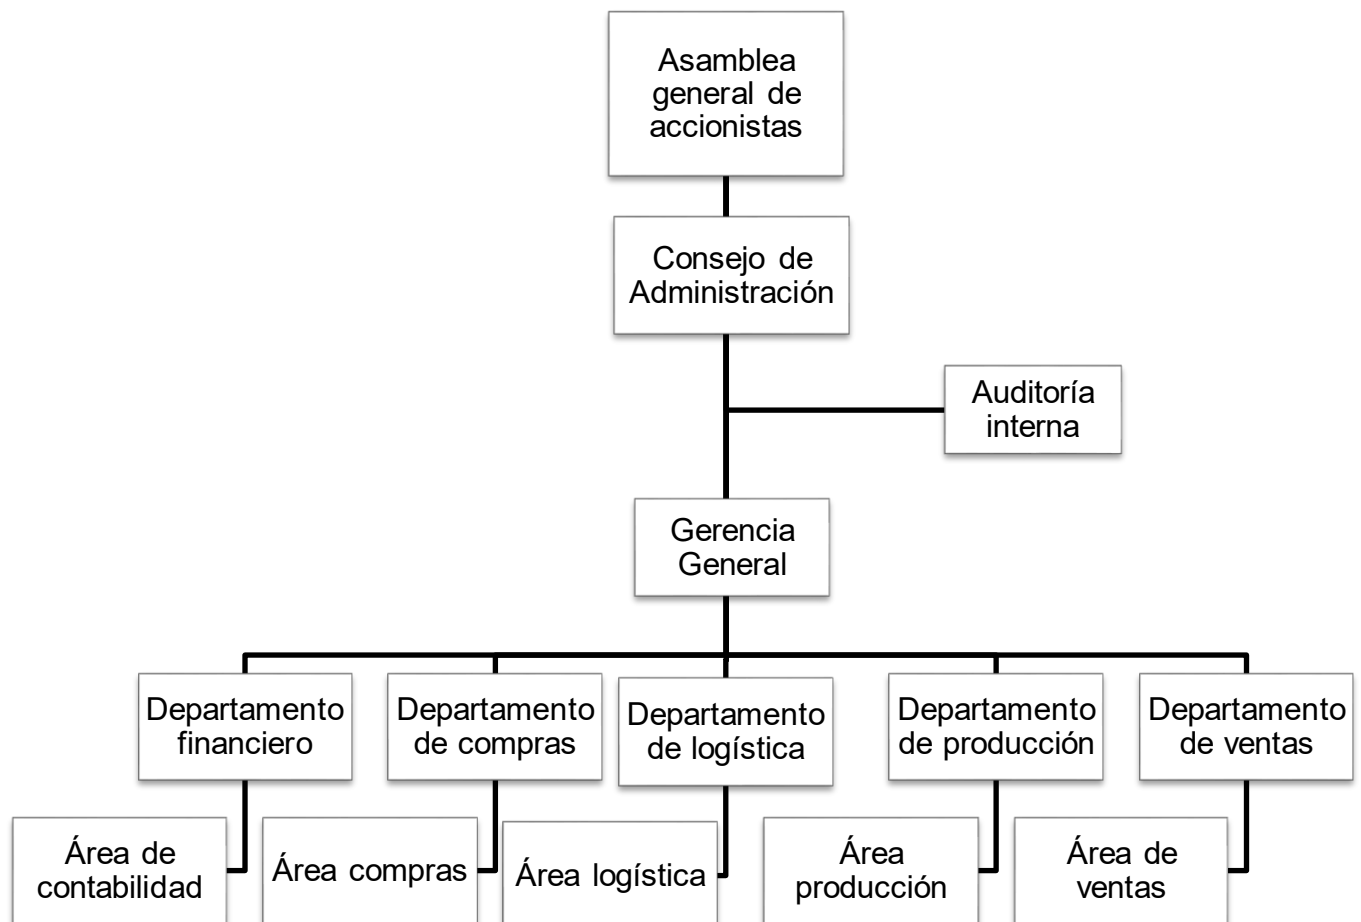 Asamblea
general de
accionistas
Consejo de
Administración
Auditoría
interna
Gerencia
General
Departamento
financiero
Departamento
de compras
Departamento
de logística
Departamento
de producción
Departamento
de ventas
Área de
contabilidad
Área compras
Área logística
Área
producción
Área de
ventas